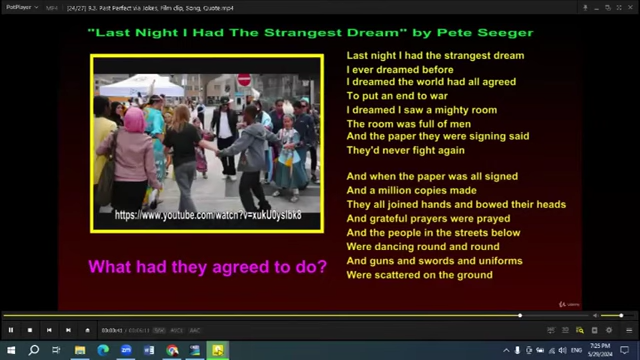 PotPlayer
MP4
[24/27] 9.2. Past Perfect via Jokes, Film clip, Song, Quote.mp4
"Last Night I Had The Strangest Dream" by Pete Seeger
Last night I had the strangest dream
I ever dreamed before
I dreamed the world had all agreed
To put an end to war
I dreamed I saw a mighty room
The room was full of men
And the paper they were signing said
They'd never fight again
And when the paper was all signed
And a million copies made
They all joined hands and bowed their heads
And grateful prayers were prayed
And the people in the streets below
Were dancing round and round
And guns and swords and uniforms
Were scattered on the ground
https://www.youtube.com/watch?v=xukU0ysIbk8
What had they agreed to do?
Udemy
AAC
ENG
7:25 PM
5/29/2024